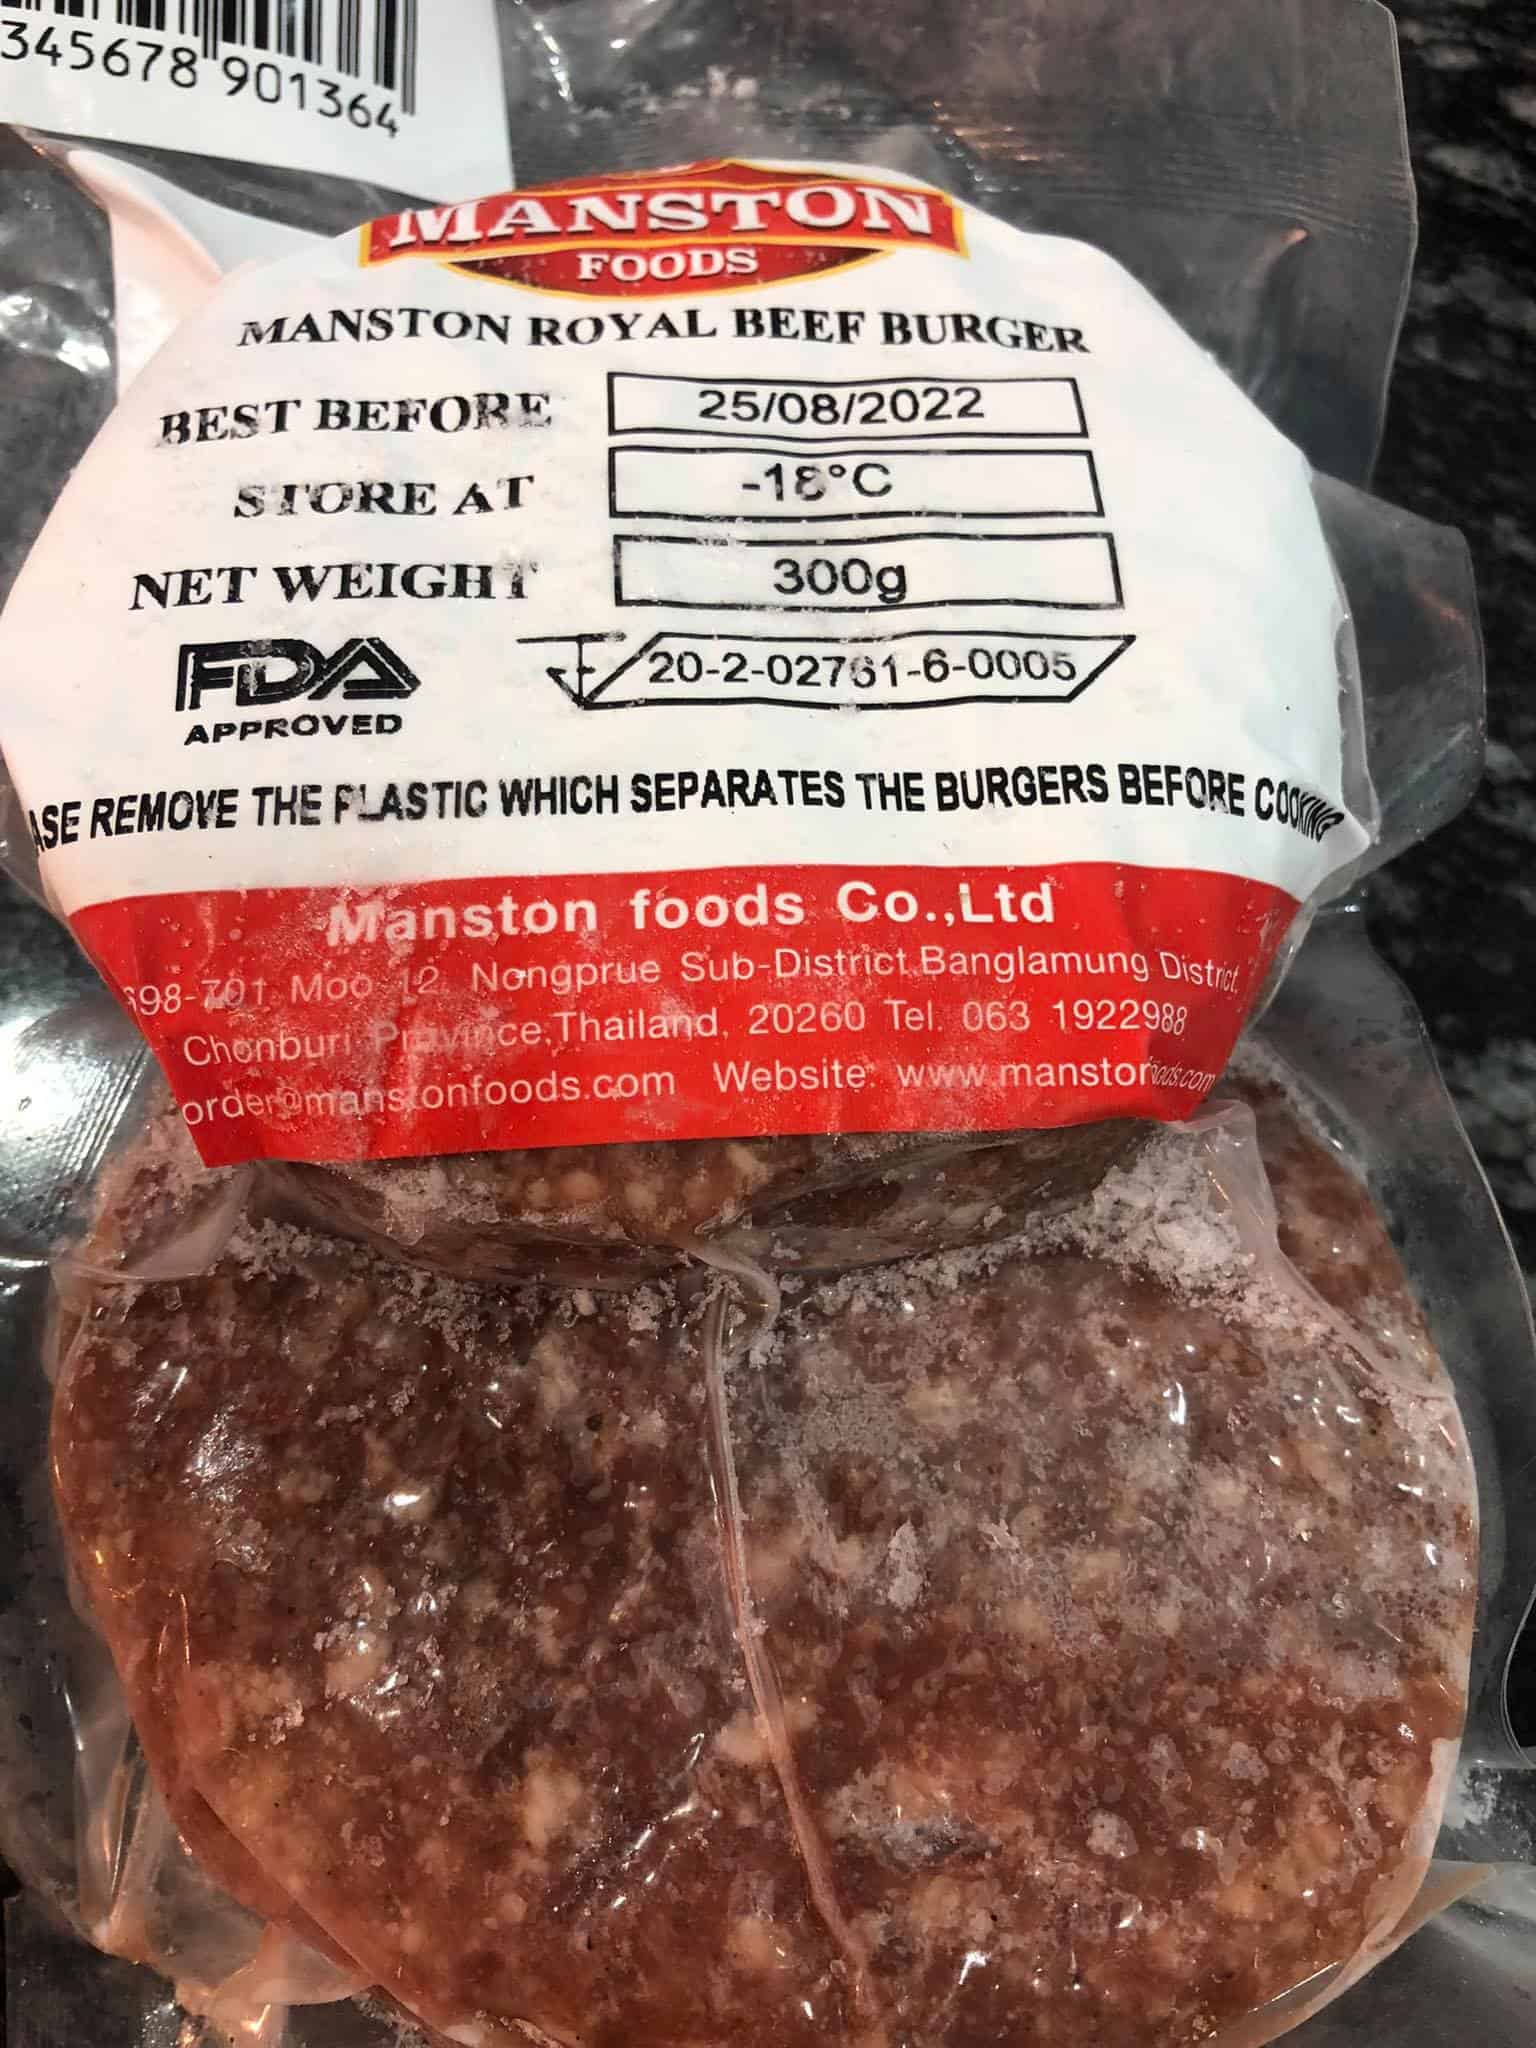 345678 901364
MANSTON
FOODS
MANSTON ROYAL BEEF BURGER
BEST BEFORE 25/08/2022
STORE AT -18°C
NET WEIGHT 300g
FDA 20-2-02761-6-0005
APPROVED
REMOVE THE PLASTIC WHICH SEPARATES THE BURGERS BEFORE COOKING
Manston foods Co.,Ltd
698-701 Moo 12, Nongprue Sub-District Banglamung District,
Chonburi Province, Thailand, 20260 Tel. 063 1922988
order@manstonfoods.com Website: www.manstonfoods.com